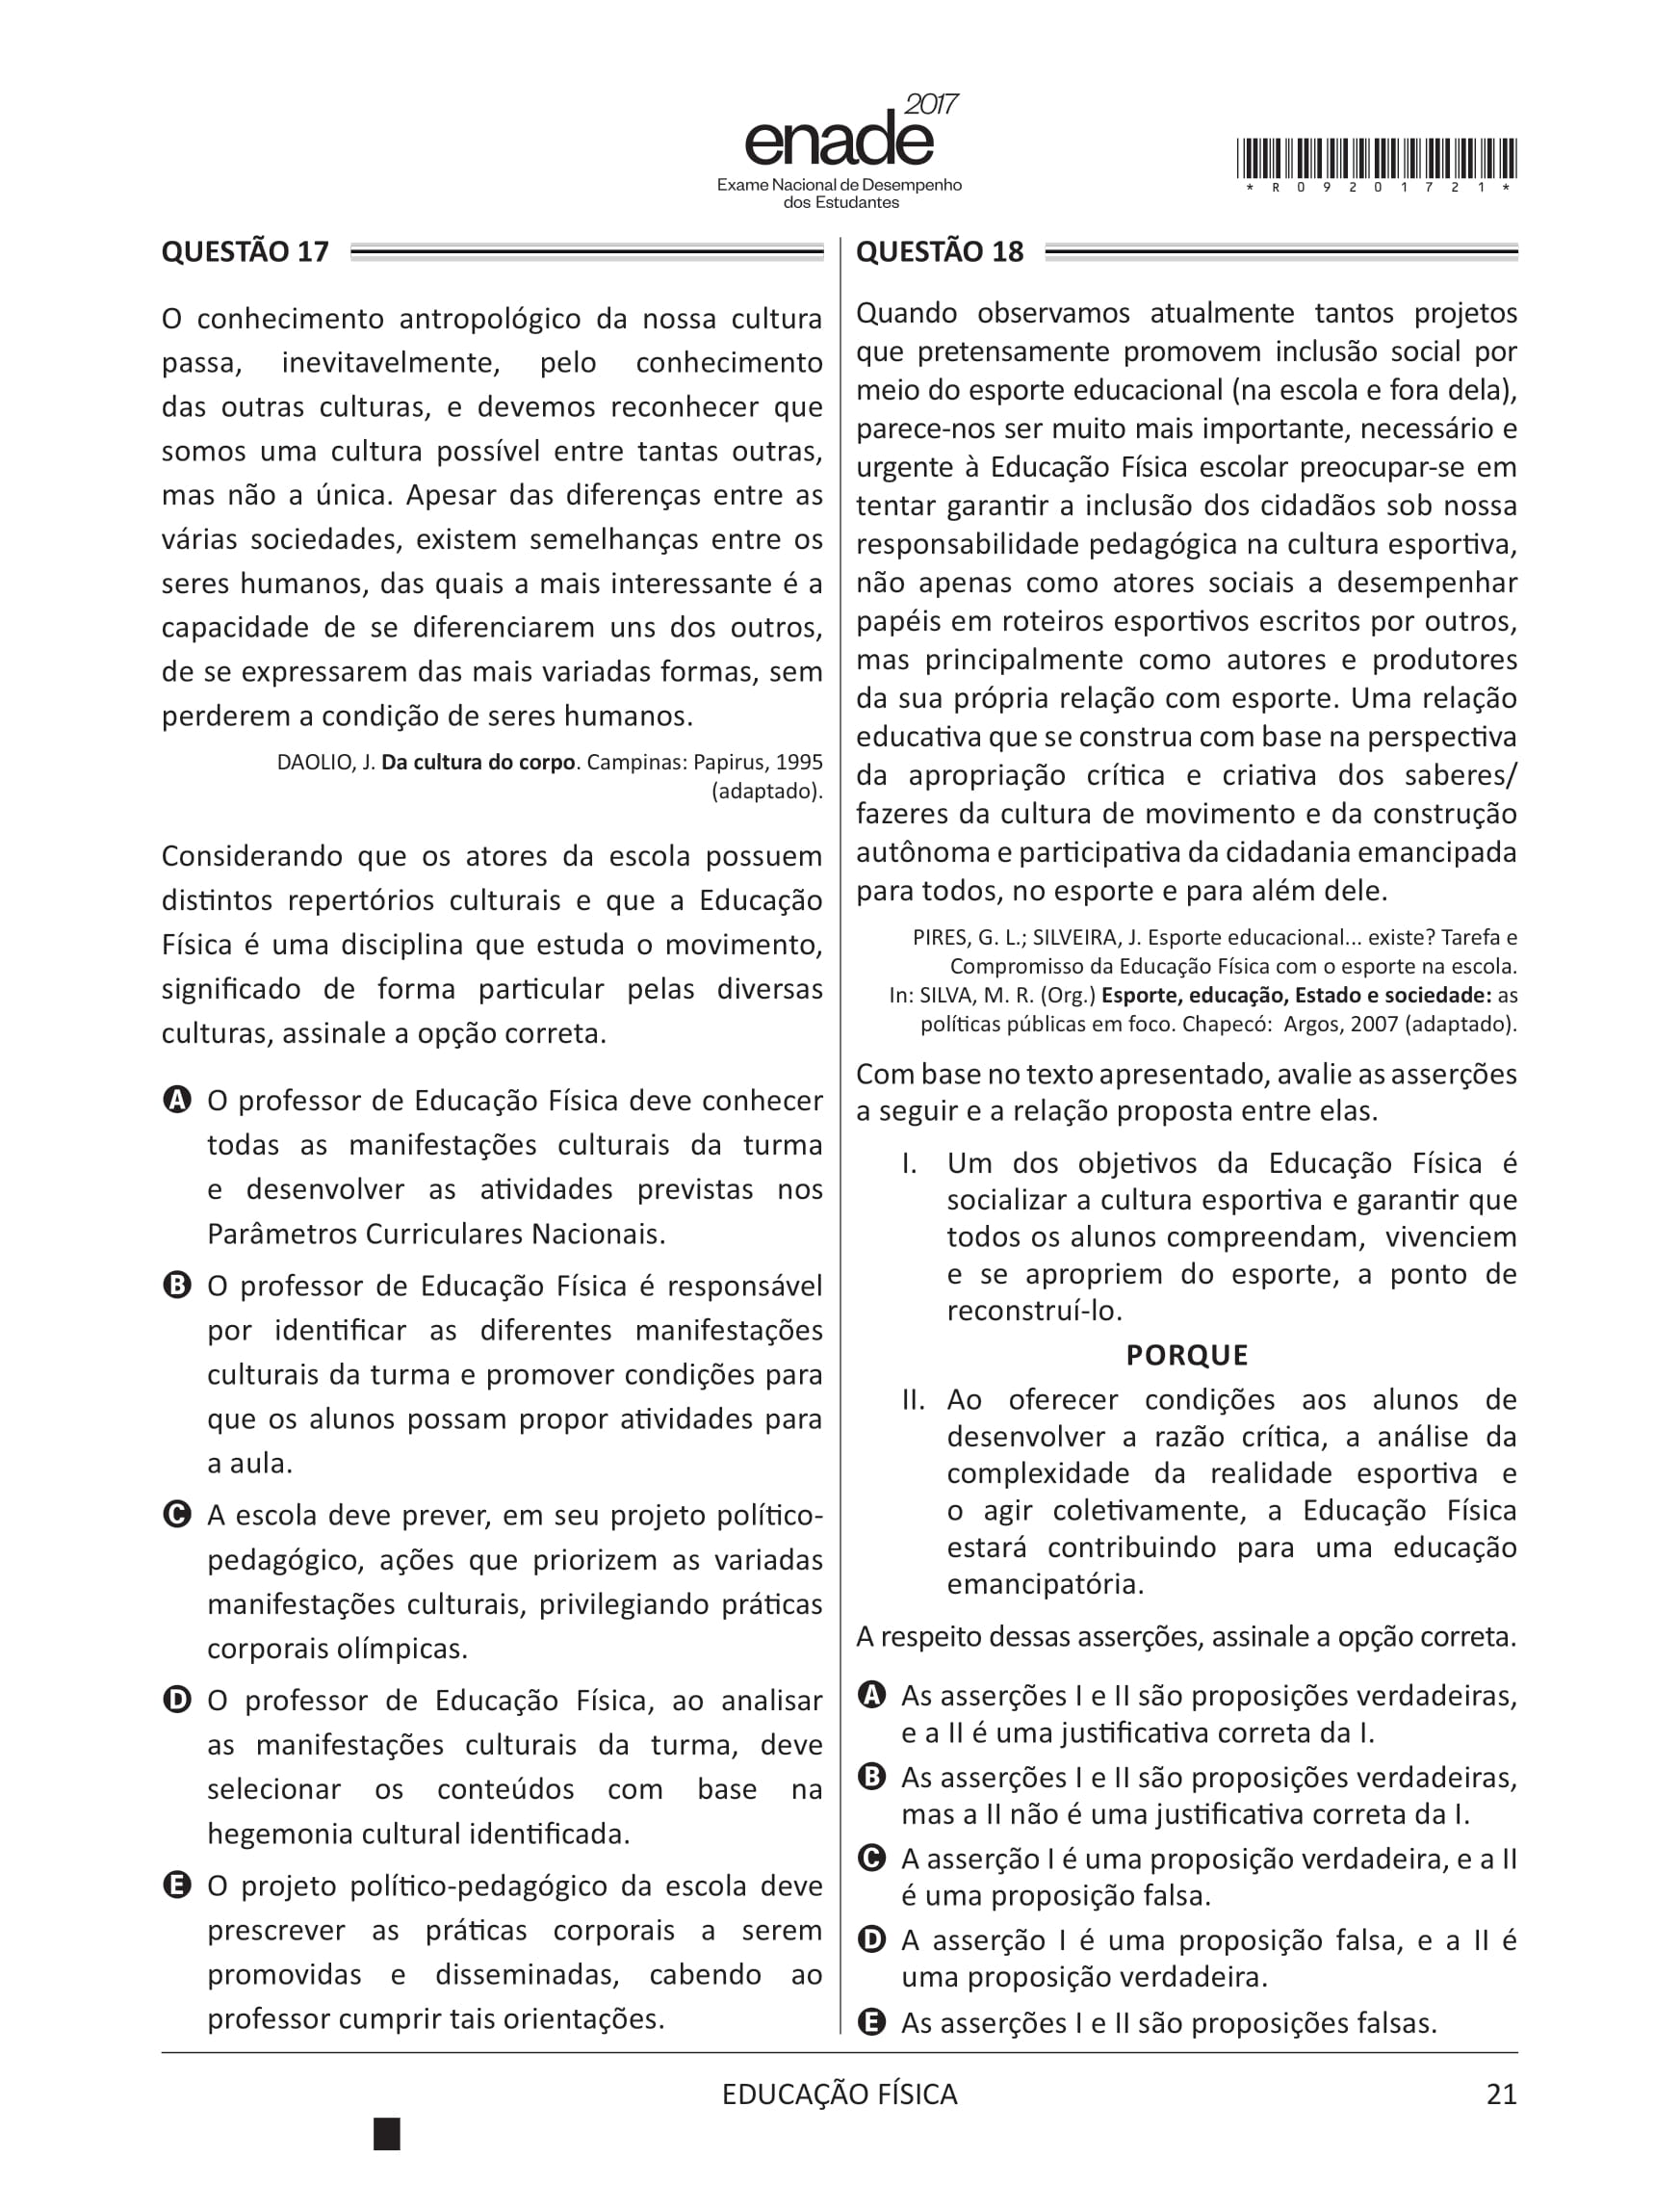 2017
enade
Exame Nacional de Desempenho
dos Estudantes
*R09201721*
QUESTÃO 17
O conhecimento antropológico da nossa cultura
passa, inevitavelmente, pelo conhecimento
das outras culturas, e devemos reconhecer que
somos uma cultura possível entre tantas outras,
mas não a única. Apesar das diferenças entre as
várias sociedades, existem semelhanças entre os
seres humanos, das quais a mais interessante é a
capacidade de se diferenciarem uns dos outros,
de se expressarem das mais variadas formas, sem
perderem a condição de seres humanos.
DAOLIO, J. Da cultura do corpo. Campinas: Papirus, 1995
(adaptado).
Considerando que os atores da escola possuem
distintos repertórios culturais e que a Educação
Física é uma disciplina que estuda o movimento,
significado de forma particular pelas diversas
culturas, assinale a opção correta.
A O professor de Educação Física deve conhecer
todas as manifestações culturais da turma
e desenvolver as atividades previstas nos
Parâmetros Curriculares Nacionais.
B O professor de Educação Física é responsável
por identificar as diferentes manifestações
culturais da turma e promover condições para
que os alunos possam propor atividades para
a aula.
C A escola deve prever, em seu projeto político-
pedagógico, ações que priorizem as variadas
manifestações culturais, privilegiando práticas
corporais olímpicas.
D O professor de Educação Física, ao analisar
as manifestações culturais da turma, deve
selecionar os conteúdos com base na
hegemonia cultural identificada.
E O projeto político-pedagógico da escola deve
prescrever as práticas corporais a serem
promovidas e disseminadas, cabendo ao
professor cumprir tais orientações.
QUESTÃO 18
Quando observamos atualmente tantos projetos
que pretensamente promovem inclusão social por
meio do esporte educacional (na escola e fora dela),
parece-nos ser muito mais importante, necessário e
urgente à Educação Física escolar preocupar-se em
tentar garantir a inclusão dos cidadãos sob nossa
responsabilidade pedagógica na cultura esportiva,
não apenas como atores sociais a desempenhar
papéis em roteiros esportivos escritos por outros,
mas principalmente como autores e produtores
da sua própria relação com esporte. Uma relação
educativa que se construa com base na perspectiva
da apropriação crítica e criativa dos saberes/
fazeres da cultura de movimento e da construção
autônoma e participativa da cidadania emancipada
para todos, no esporte e para além dele.
PIRES, G. L.; SILVEIRA, J. Esporte educacional... existe? Tarefa e
Compromisso da Educação Física com o esporte na escola.
In: SILVA, M. R. (Org.) Esporte, educação, Estado e sociedade: as
políticas públicas em foco. Chapecó: Argos, 2007 (adaptado).
Com base no texto apresentado, avalie as asserções
a seguir e a relação proposta entre elas.
I. Um dos objetivos da Educação Física é
socializar a cultura esportiva e garantir que
todos os alunos compreendam, vivenciem
e se apropriem do esporte, a ponto de
reconstruí-lo.
PORQUE
II. Ao oferecer condições aos alunos de
desenvolver a razão crítica, a análise da
complexidade da realidade esportiva e
o agir coletivamente, a Educação Física
estará contribuindo para uma educação
emancipatória.
A respeito dessas asserções, assinale a opção correta.
A As asserções I e II são proposições verdadeiras,
e a II é uma justificativa correta da I.
B As asserções I e II são proposições verdadeiras,
mas a II não é uma justificativa correta da I.
C A asserção I é uma proposição verdadeira, e a II
é uma proposição falsa.
D A asserção I é uma proposição falsa, e a II é
uma proposição verdadeira.
E As asserções I e II são proposições falsas.
EDUCAÇÃO FÍSICA
21